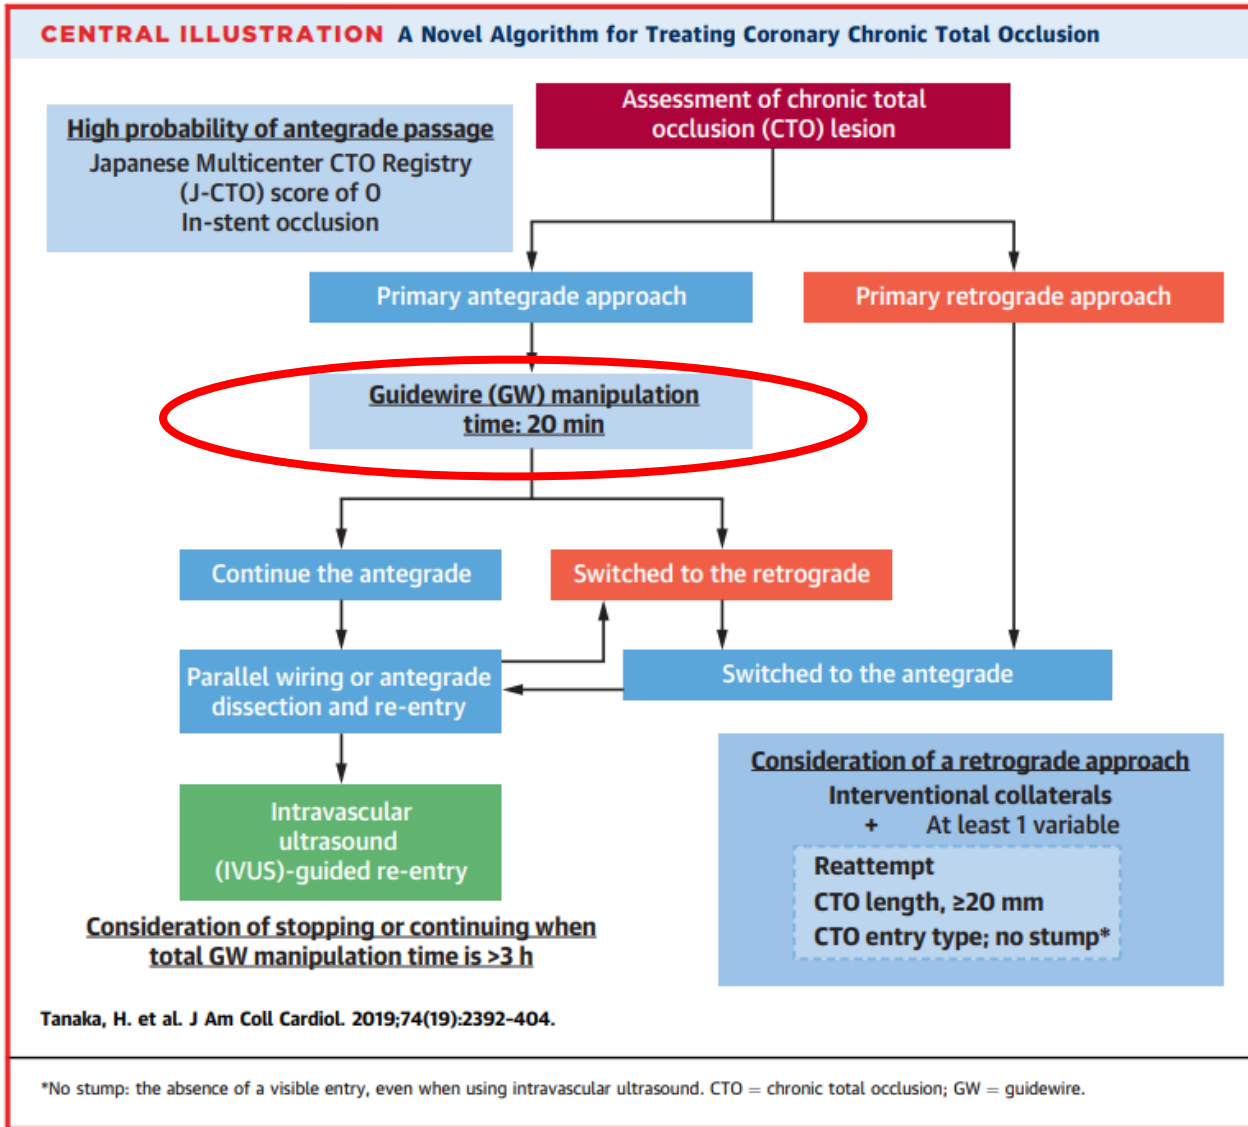 CENTRAL ILLUSTRATION A Novel Algorithm for Treating Coronary Chronic Total Occlusion
Assessment of chronic total
occlusion (CTO) lesion
High probability of antegrade passage
Japanese Multicenter CTO Registry
(J-CTO) score of 0
In-stent occlusion
Primary antegrade approach
Primary retrograde approach
Guidewire (GW) manipulation
time: 20 min
Continue the antegrade
Switched to the retrograde
Parallel wiring or antegrade
dissection and re-entry
Switched to the antegrade
Intravascular
ultrasound
(IVUS)-guided re-entry
Consideration of stopping or continuing when
total GW manipulation time is >3 h
Consideration of a retrograde approach
Interventional collaterals
+ At least 1 variable
Reattempt
CTO length, ≥20 mm
CTO entry type; no stump*
Tanaka, H. et al. J Am Coll Cardiol. 2019;74(19):2392-404.
*No stump: the absence of a visible entry, even when using intravascular ultrasound. CTO = chronic total occlusion; GW = guidewire.